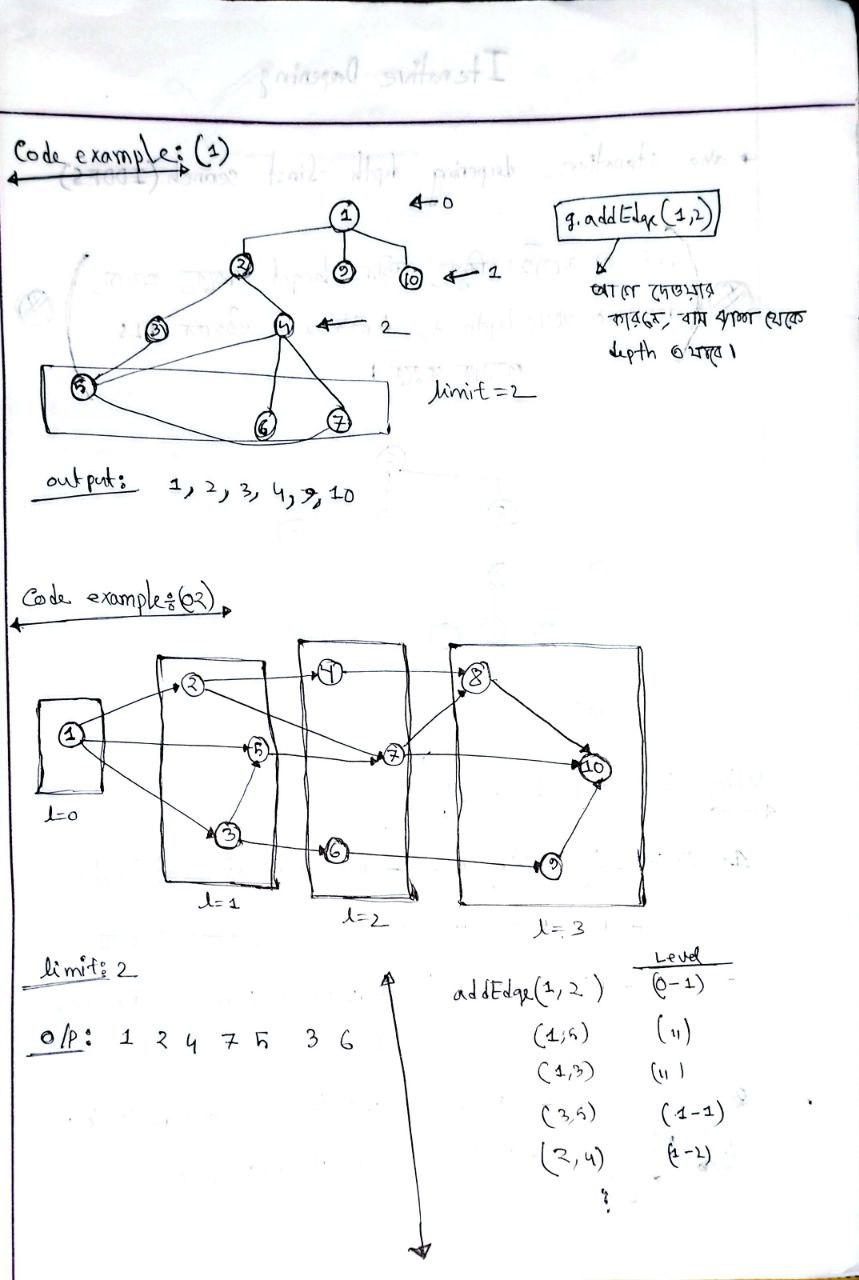 Code example: (1)
1
← 0
2
9
10
← 1
g.addEdge(1,2)
আগে দেওয়ার
কারনে, বাম পাশা থেকে
depth এ যাবে।
3
4
← 2
5
6
7
limit = 2
output: 1, 2, 3, 4, 9, 10
Code example: (02)
1
2
4
8
5
7
10
3
6
9
l=0
l=1
l=2
l=3
limit: 2
o/p: 1 2 4 7 5 3 6
Level
addEdge(1,2) (0-1)
(1,5) (")
(1,3) (")
(3,5) (1-1)
(2,4) (1-2)